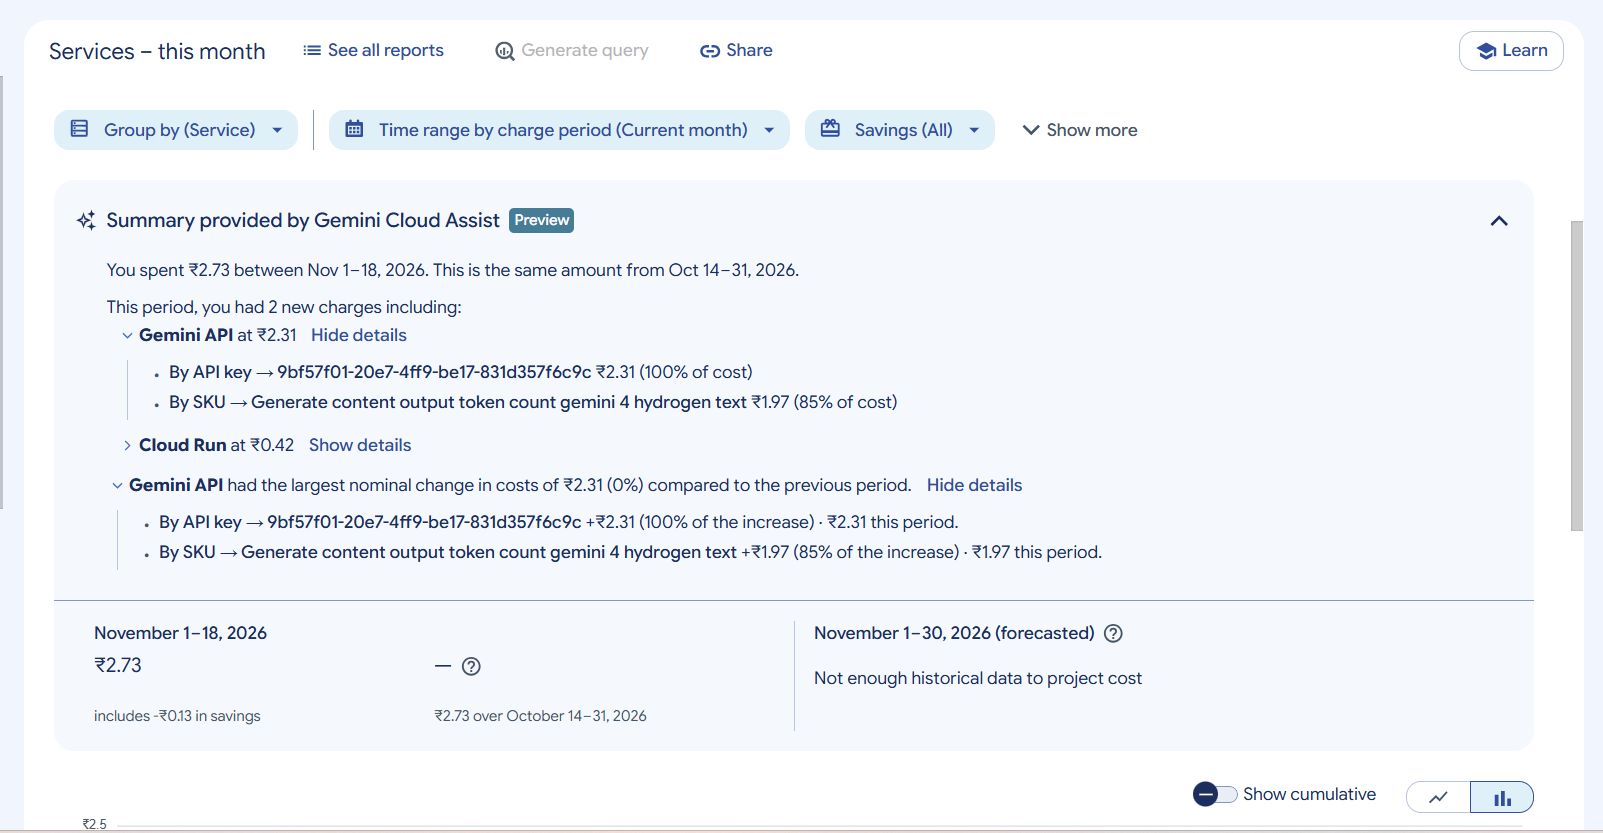 Services – this month
See all reports
Generate query
Share
Learn
Group by (Service)
Time range by charge period (Current month)
Savings (All)
Show more
Summary provided by Gemini Cloud Assist
Preview
You spent ₹2.73 between Nov 1–18, 2026. This is the same amount from Oct 14–31, 2026.
This period, you had 2 new charges including:
Gemini API at ₹2.31 Hide details
• By API key → 9bf57f01-20e7-4ff9-be17-831d357f6c9c ₹2.31 (100% of cost)
• By SKU → Generate content output token count gemini 4 hydrogen text ₹1.97 (85% of cost)
Cloud Run at ₹0.42 Show details
Gemini API had the largest nominal change in costs of ₹2.31 (0%) compared to the previous period. Hide details
• By API key → 9bf57f01-20e7-4ff9-be17-831d357f6c9c +₹2.31 (100% of the increase) · ₹2.31 this period.
• By SKU → Generate content output token count gemini 4 hydrogen text +₹1.97 (85% of the increase) · ₹1.97 this period.
November 1–18, 2026
₹2.73
includes -₹0.13 in savings
—
₹2.73 over October 14–31, 2026
November 1–30, 2026 (forecasted)
Not enough historical data to project cost
Show cumulative
₹2.5